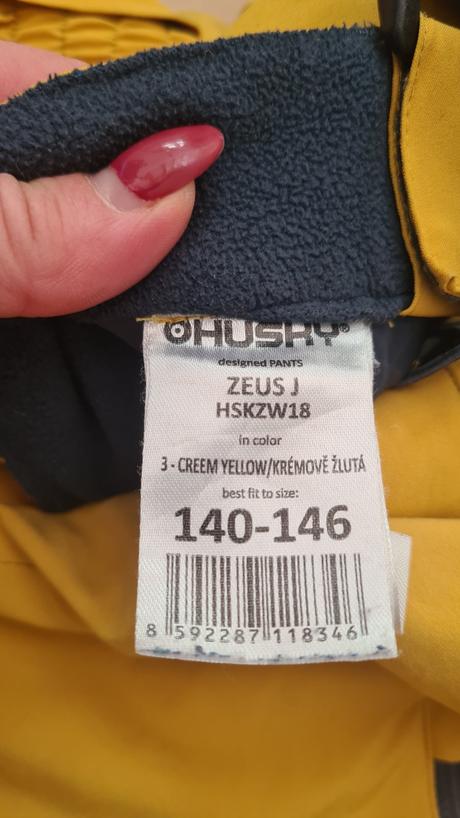 HUSKY®
designed PANTS
ZEUS J
HSKZW18
in color
3 - CREEM YELLOW/KRÉMOVĚ ŽLUTÁ
best fit to size:
140-146
8 592287 118346